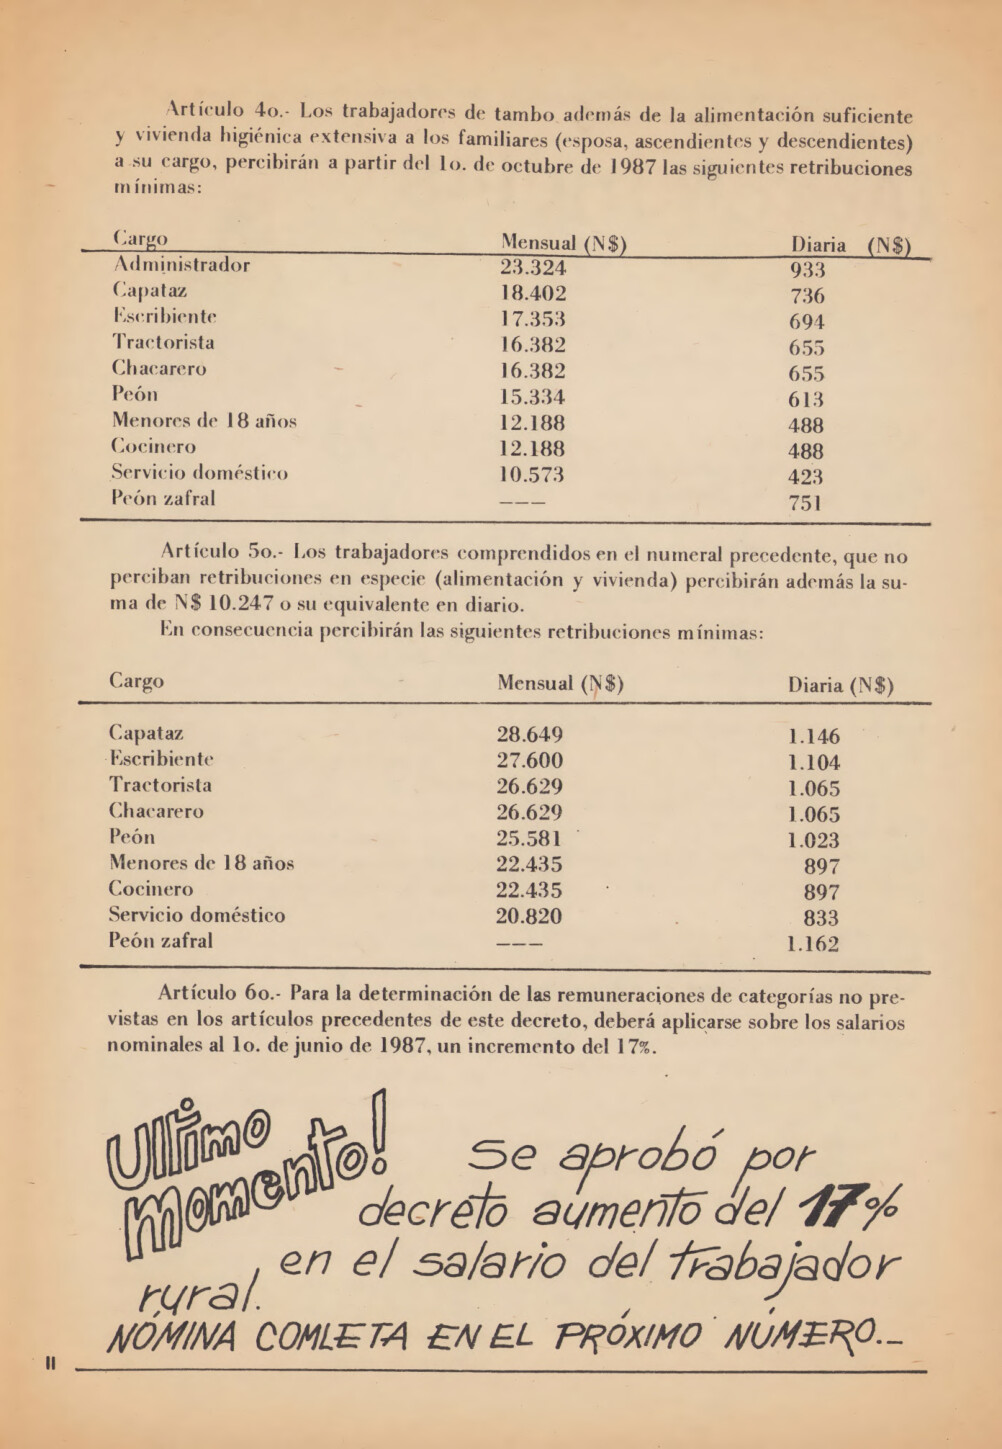 Artículo 4o.- Los trabajadores de tambo además de la alimentación suficiente
y vivienda higiénica extensiva a los familiares (esposa, ascendientes y descendientes)
a su cargo, percibirán a partir del 1o. de octubre de 1987 las siguientes retribuciones
mínimas:
Cargo Mensual (N$) Diaria (N$)
Administrador 23.324 933
Capataz 18.402 736
Escribiente 17.353 694
Tractorista 16.382 655
Chacarero 16.382 655
Peón 15.334 613
Menores de 18 años 12.188 488
Cocinero 12.188 488
Servicio doméstico 10.573 423
Peón zafral ——— 751
Artículo 5o.- Los trabajadores comprendidos en el numeral precedente, que no
perciban retribuciones en especie (alimentación y vivienda) percibirán además la su-
ma de N$ 10.247 o su equivalente en diario.
En consecuencia percibirán las siguientes retribuciones mínimas:
Cargo Mensual (N$) Diaria (N$)
Capataz 28.649 1.146
Escribiente 27.600 1.104
Tractorista 26.629 1.065
Chacarero 26.629 1.065
Peón 25.581 1.023
Menores de 18 años 22.435 897
Cocinero 22.435 897
Servicio doméstico 20.820 833
Peón zafral ——— 1.162
Artículo 6o.- Para la determinación de las remuneraciones de categorías no pre-
vistas en los artículos precedentes de este decreto, deberá aplicarse sobre los salarios
nominales al 1o. de junio de 1987, un incremento del 17%.
Ultimo
momento!
Se aprobó por
decreto aumento del 17%
en el salario del trabajador
rural.
NÓMINA COMLETA EN EL PRÓXIMO NÚMERO.-
II